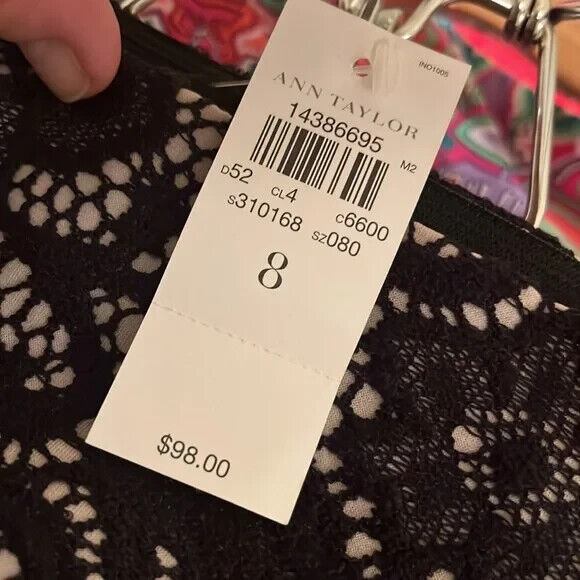 INO1005
ANN TAYLOR
14386695
M2
D52 CL4 C6600
S310168 SZ080
8
$98.00